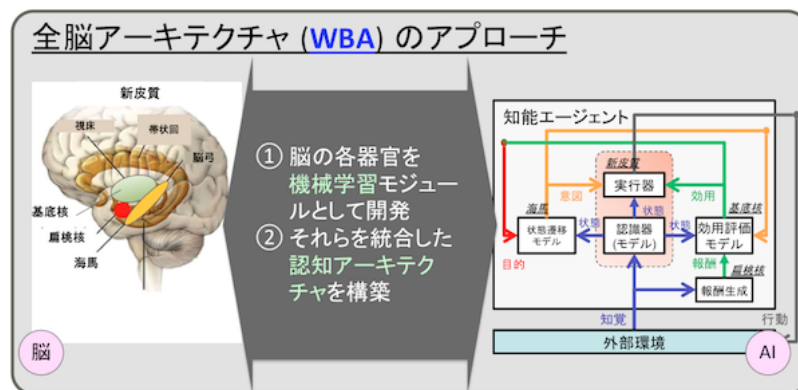 全脳アーキテクチャ (WBA) のアプローチ
新皮質
視床
帯状回
脳弓
基底核
扁桃核
海馬
脳
① 脳の各器官を
機械学習モジュー
ルとして開発
② それらを統合した
認知アーキテク
チャを構築
知能エージェント
新皮質
実行器
意図
効用
海馬
状態
基底核
状態遷移
モデル
状態
認識器
(モデル)
状態
効用評価
モデル
目的
報酬
扁桃核
報酬生成
知覚
行動
外部環境
AI